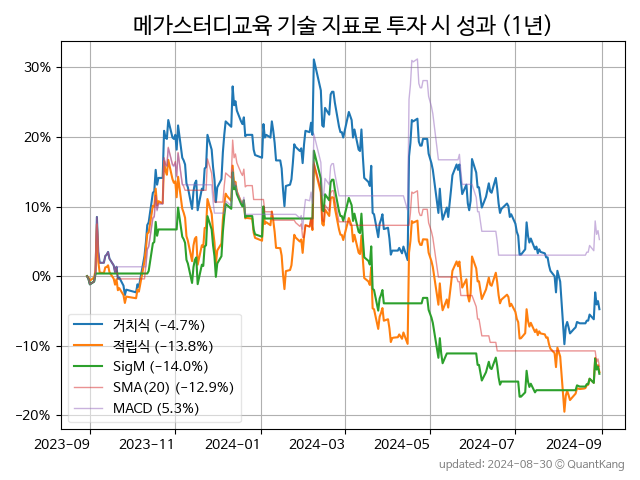 메가스터디교육 기술 지표로 투자 시 성과 (1년)
30%
20%
10%
0%
−10%
−20%
거치식 (−4.7%)
적립식 (−13.8%)
SigM (−14.0%)
SMA(20) (−12.9%)
MACD (5.3%)
2023-09 2023-11 2024-01 2024-03 2024-05 2024-07 2024-09
updated: 2024-08-30 © QuantKang